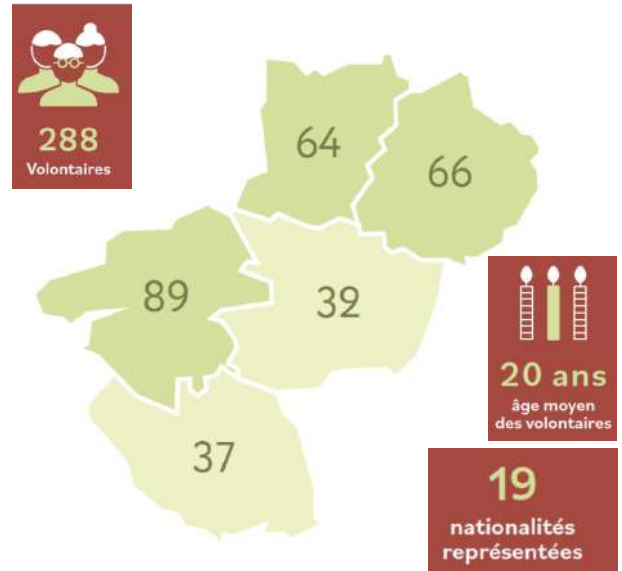 288
Volontaires
64
66
89
32
37
20 ans
âge moyen
des volontaires
19
nationalités
représentées